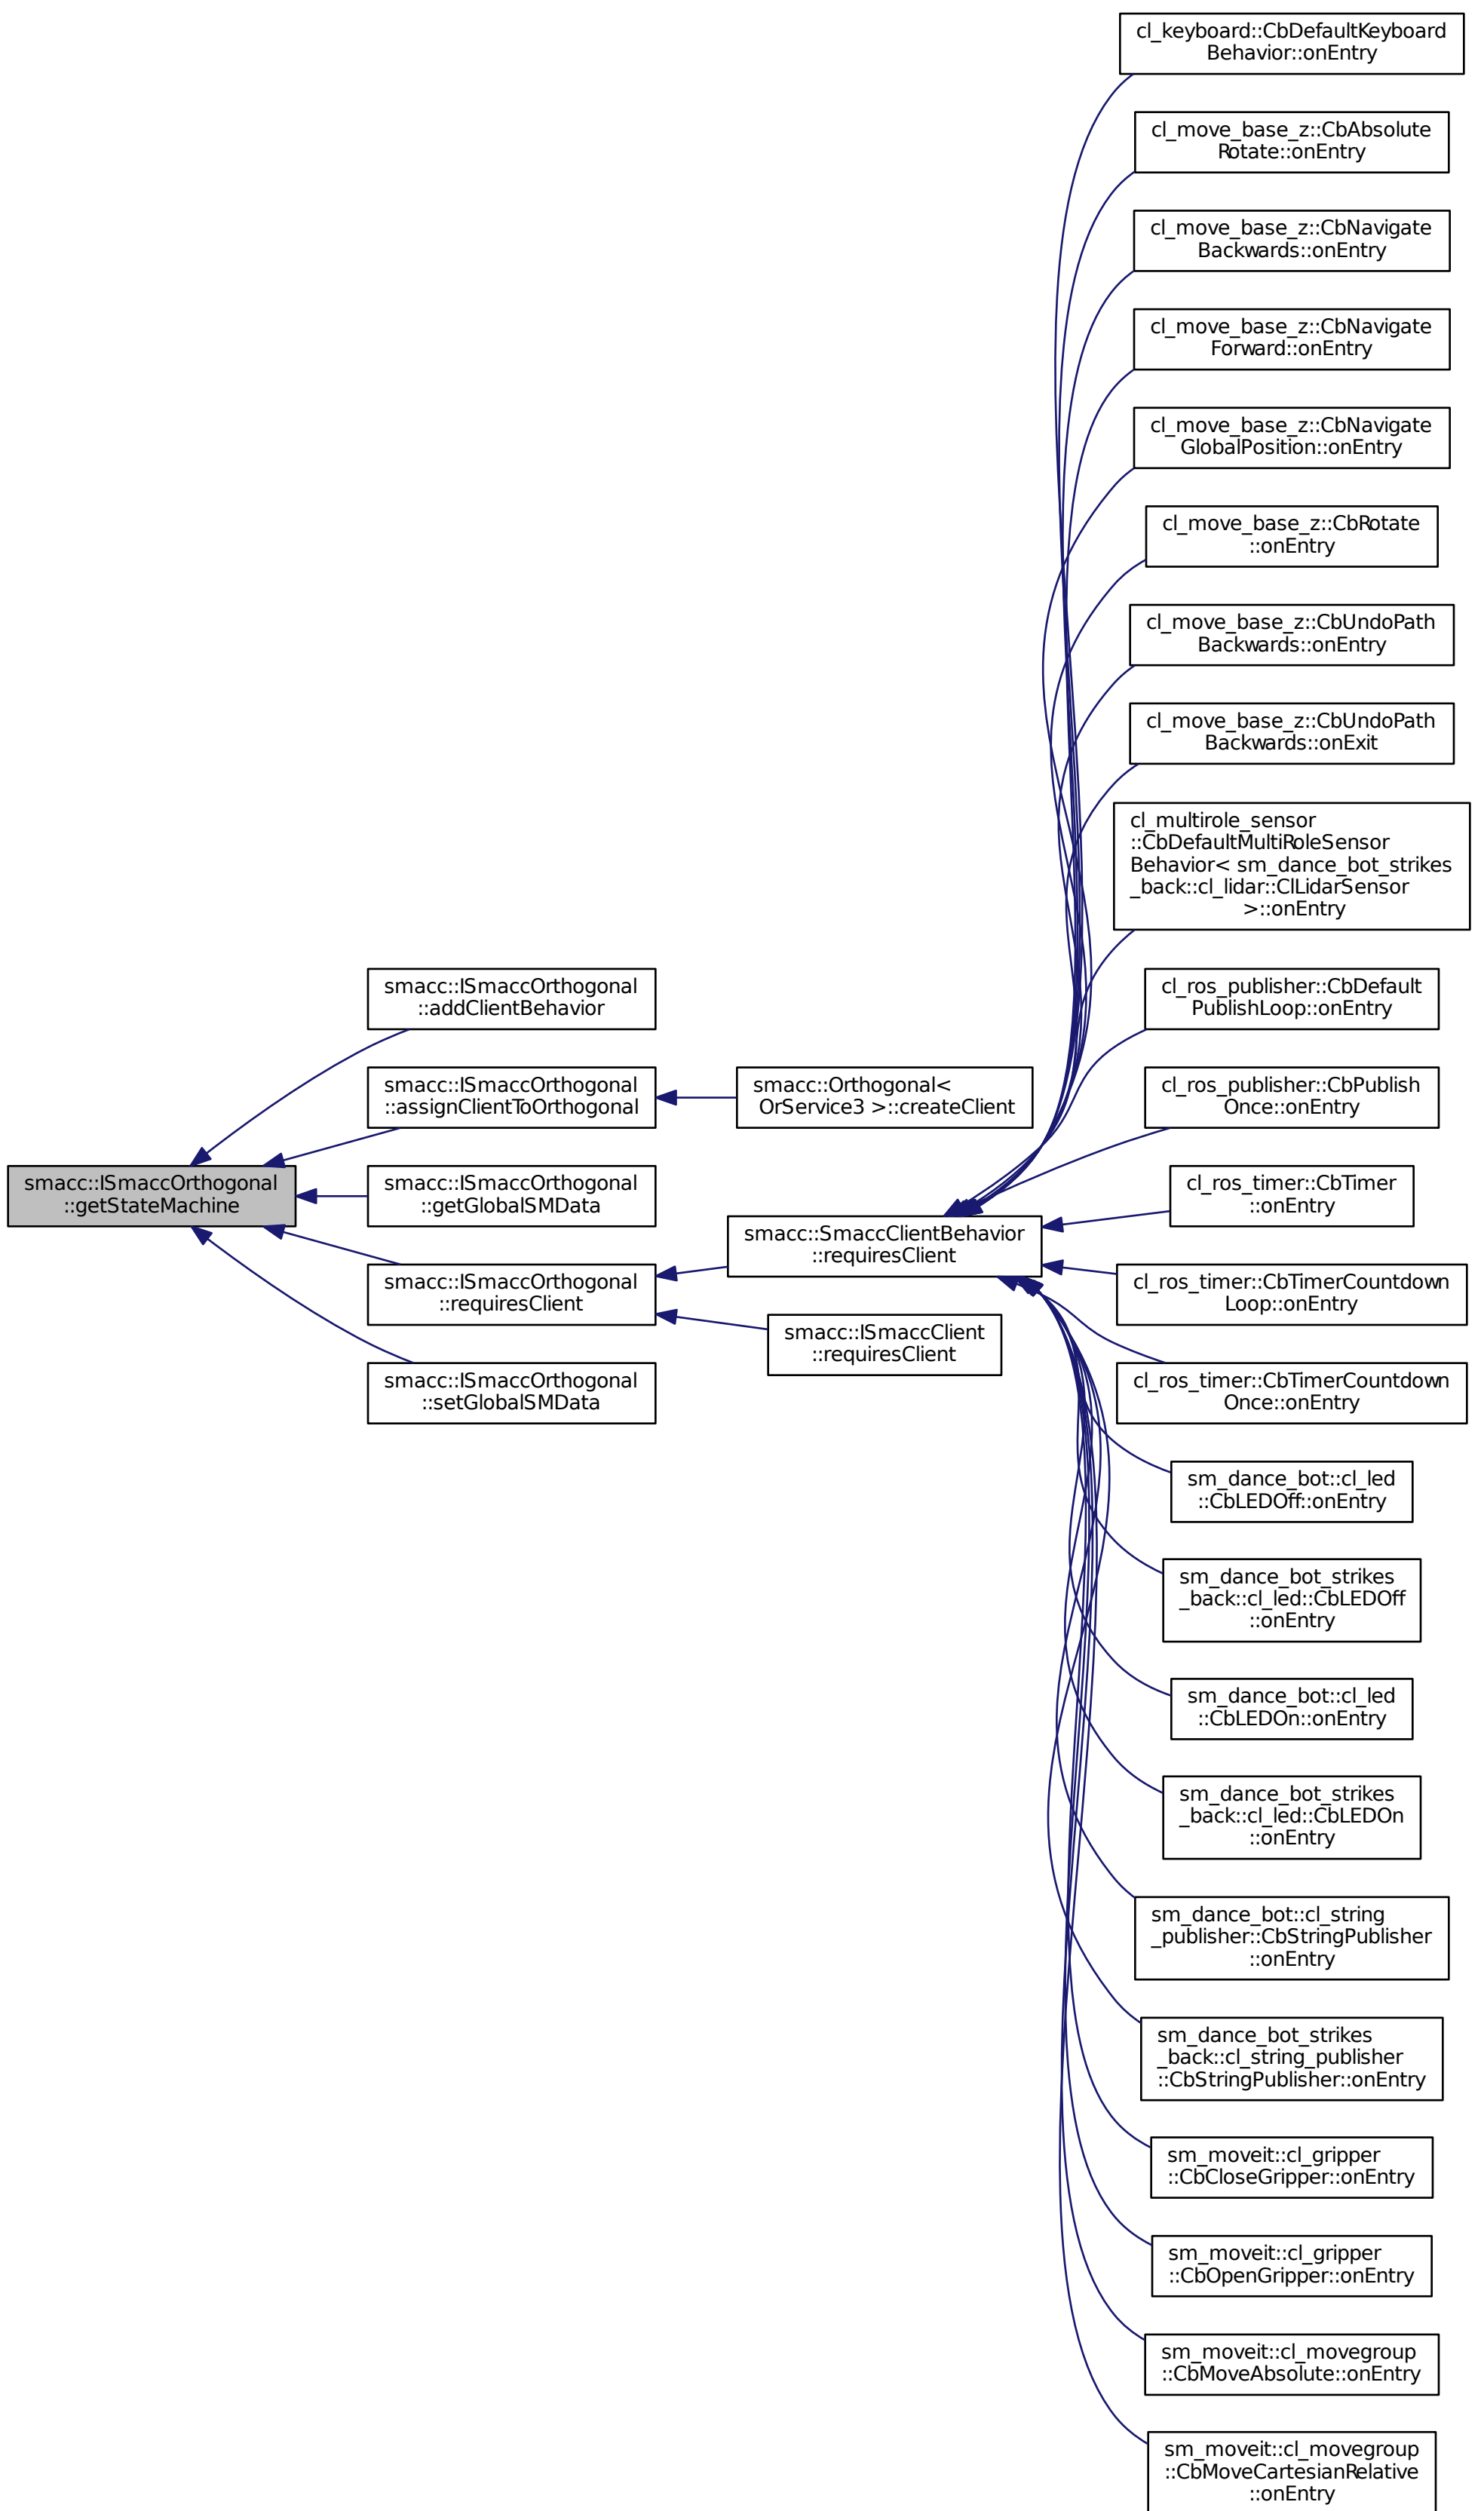 cl_keyboard::CbDefaultKeyboard
Behavior::onEntry
cl_move_base_z::CbAbsolute
Rotate::onEntry
cl_move_base_z::CbNavigate
Backwards::onEntry
cl_move_base_z::CbNavigate
Forward::onEntry
cl_move_base_z::CbNavigate
GlobalPosition::onEntry
cl_move_base_z::CbRotate
::onEntry
cl_move_base_z::CbUndoPath
Backwards::onEntry
cl_move_base_z::CbUndoPath
Backwards::onExit
cl_multirole_sensor
::CbDefaultMultiRoleSensor
Behavior< sm_dance_bot_strikes
_back::cl_lidar::ClLidarSensor
>::onEntry
smacc::ISmaccOrthogonal
::addClientBehavior
cl_ros_publisher::CbDefault
PublishLoop::onEntry
smacc::ISmaccOrthogonal
::assignClientToOrthogonal
smacc::Orthogonal<
OrService3 >::createClient
cl_ros_publisher::CbPublish
Once::onEntry
smacc::ISmaccOrthogonal
::getStateMachine
smacc::ISmaccOrthogonal
::getGlobalSMData
cl_ros_timer::CbTimer
::onEntry
smacc::SmaccClientBehavior
::requiresClient
smacc::ISmaccOrthogonal
::requiresClient
cl_ros_timer::CbTimerCountdown
Loop::onEntry
smacc::ISmaccClient
::requiresClient
smacc::ISmaccOrthogonal
::setGlobalSMData
cl_ros_timer::CbTimerCountdown
Once::onEntry
sm_dance_bot::cl_led
::CbLEDOff::onEntry
sm_dance_bot_strikes
_back::cl_led::CbLEDOff
::onEntry
sm_dance_bot::cl_led
::CbLEDOn::onEntry
sm_dance_bot_strikes
_back::cl_led::CbLEDOn
::onEntry
sm_dance_bot::cl_string
_publisher::CbStringPublisher
::onEntry
sm_dance_bot_strikes
_back::cl_string_publisher
::CbStringPublisher::onEntry
sm_moveit::cl_gripper
::CbCloseGripper::onEntry
sm_moveit::cl_gripper
::CbOpenGripper::onEntry
sm_moveit::cl_movegroup
::CbMoveAbsolute::onEntry
sm_moveit::cl_movegroup
::CbMoveCartesianRelative
::onEntry